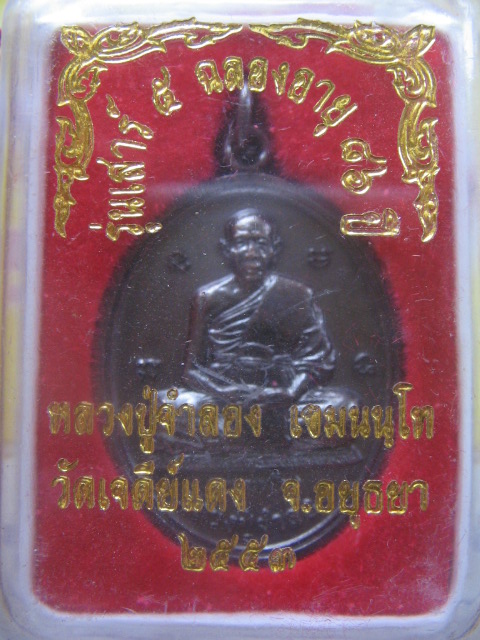 รุ่นเสาร์ ๕ ฉลองอายุ ๘๑ ปี
หลวงปู่จำลอง เขมนนฺโท
วัดเจดีย์แดง จ.อยุธยา
๒๕๕๓